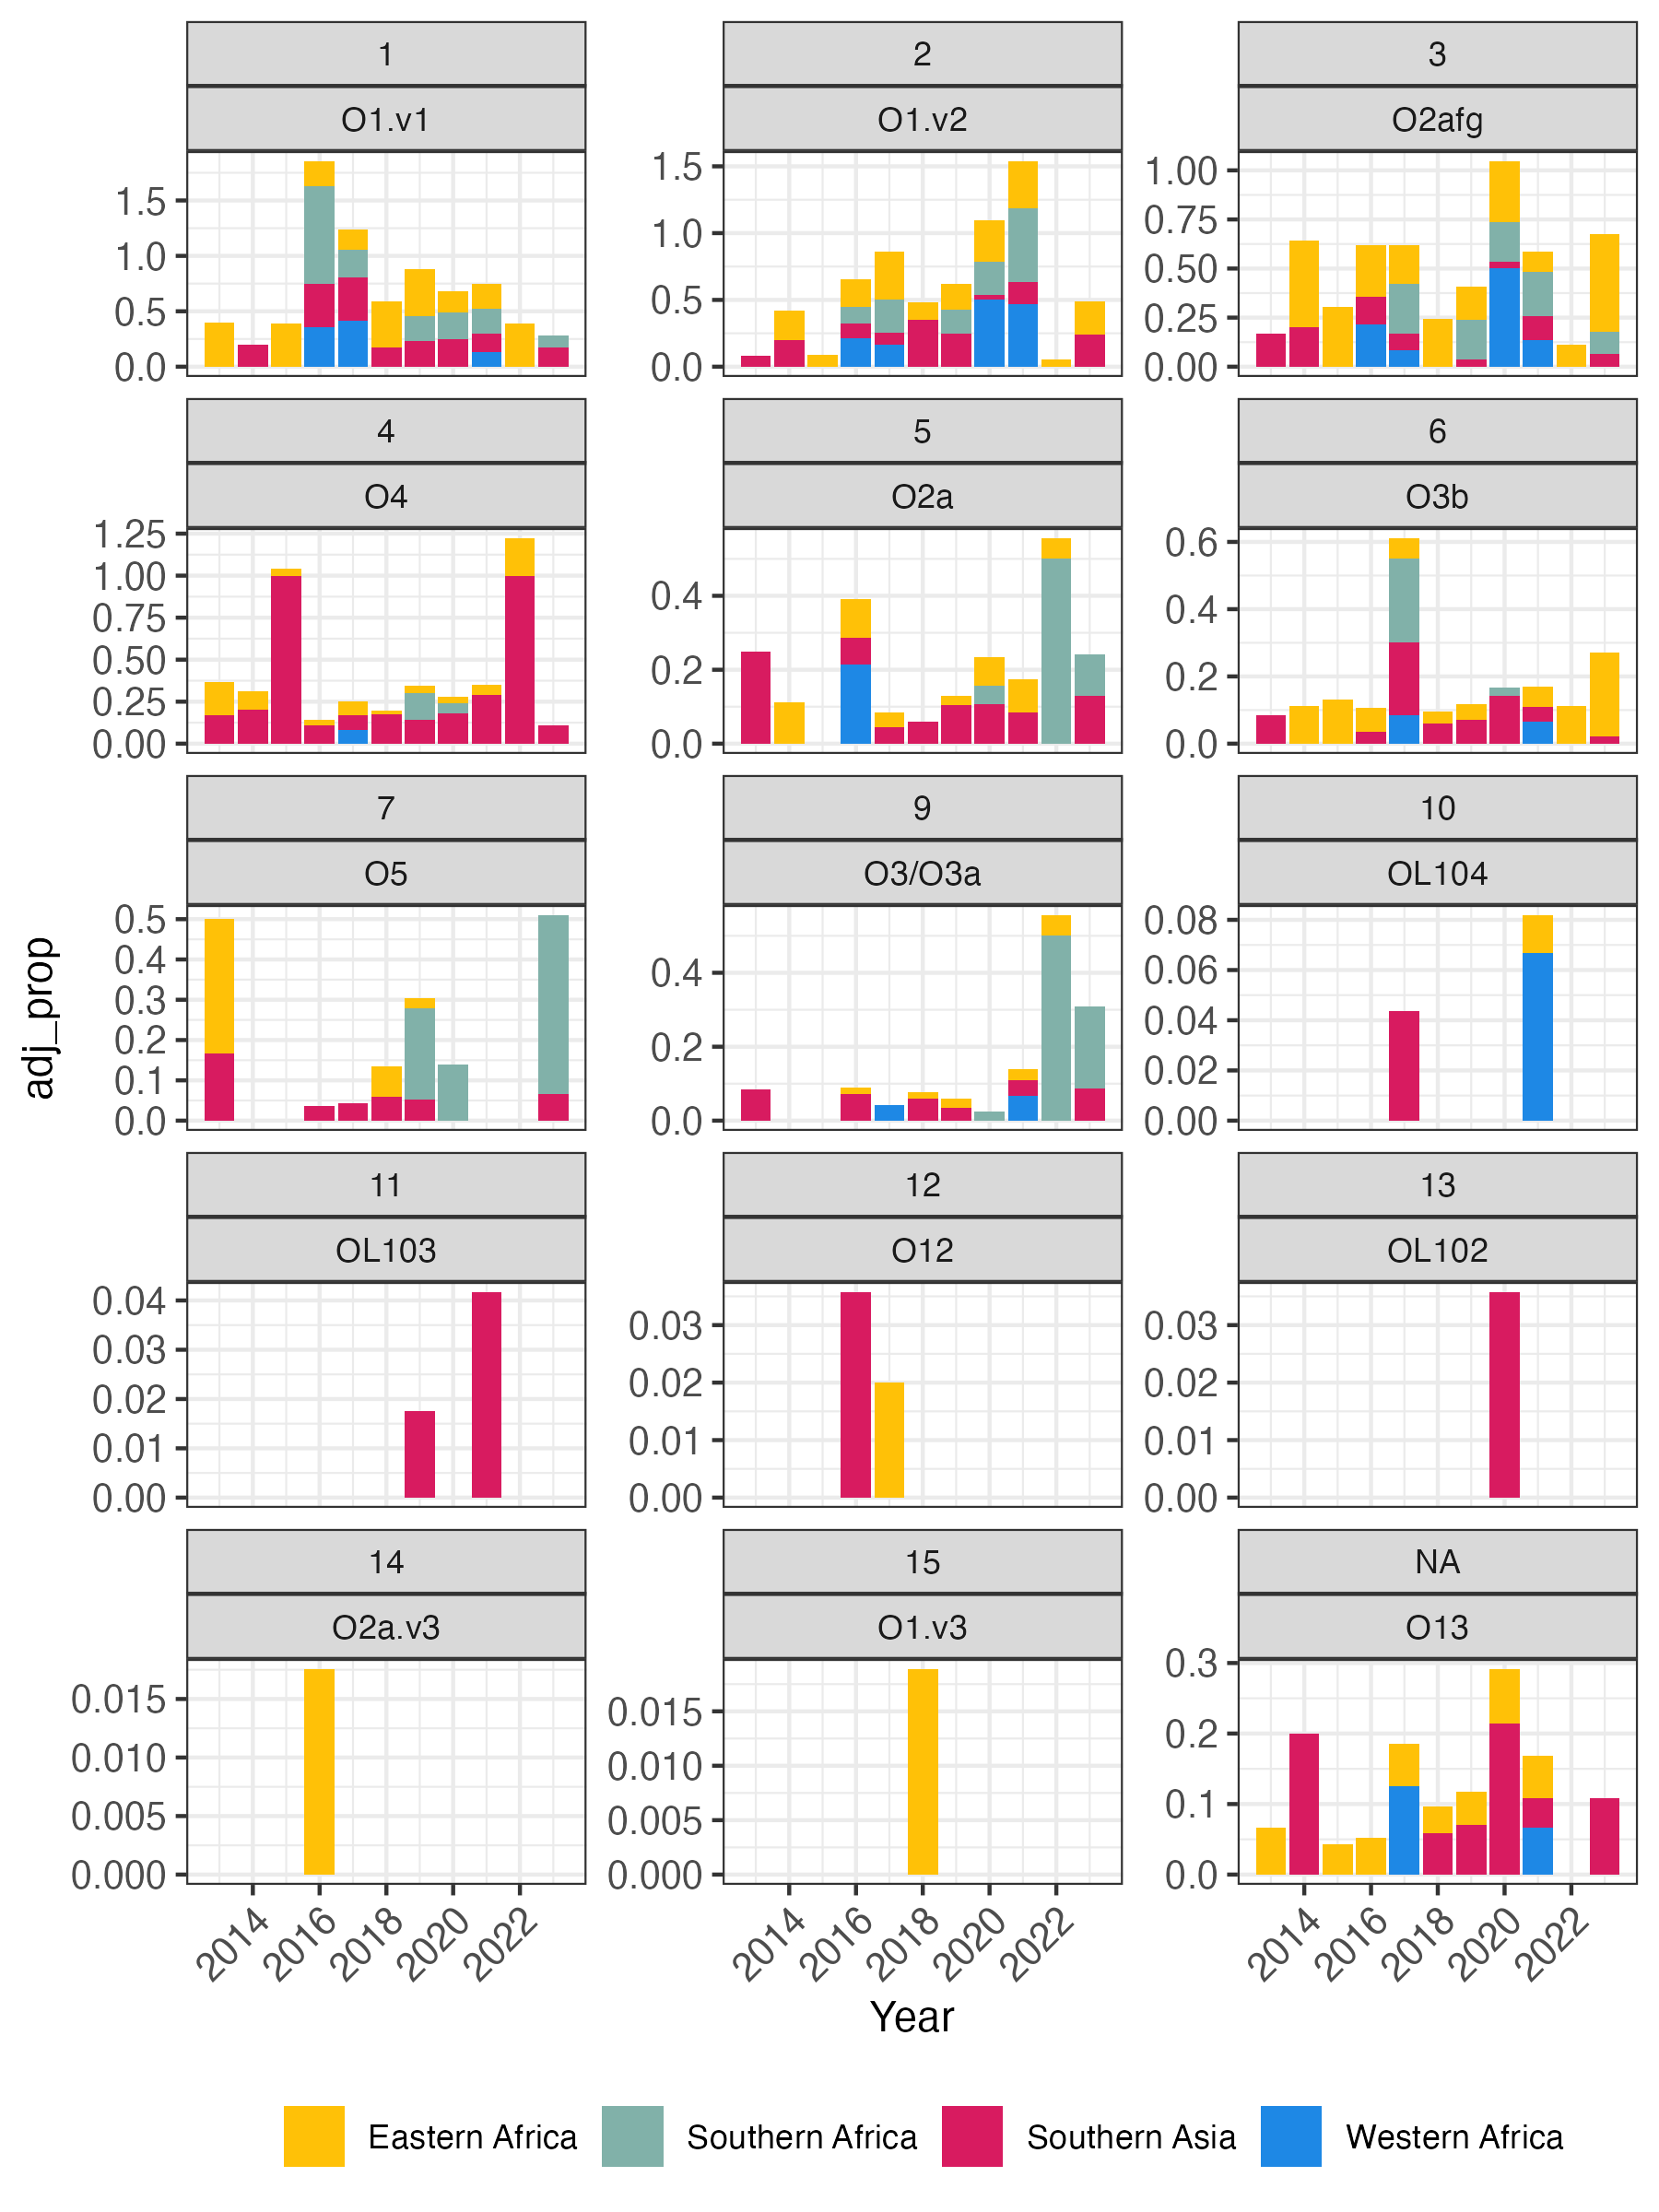 1 2 3
O1.v1 O1.v2 O2afg
1.5 1.5 1.00
1.0 1.0 0.75
0.5 0.5 0.50
0.0 0.0 0.25
0.00
4 5 6
O4 O2a O3b
1.25 0.4 0.6
1.00 0.2 0.4
0.75 0.0 0.2
0.50 0.0
0.25
0.00
7 9 10
O5 O3/O3a OL104
0.5 0.4 0.08
0.4 0.2 0.06
0.3 0.0 0.04
0.2 0.02
0.1 0.00
0.0
adj_prop
11 12 13
OL103 O12 OL102
0.04 0.03 0.03
0.03 0.02 0.02
0.02 0.01 0.01
0.01 0.00 0.00
0.00
14 15 NA
O2a.v3 O1.v3 O13
0.015 0.015 0.3
0.010 0.010 0.2
0.005 0.005 0.1
0.000 0.000 0.0
2014 2016 2018 2020 2022 2014 2016 2018 2020 2022 2014 2016 2018 2020 2022
Year
Eastern Africa Southern Africa Southern Asia Western Africa